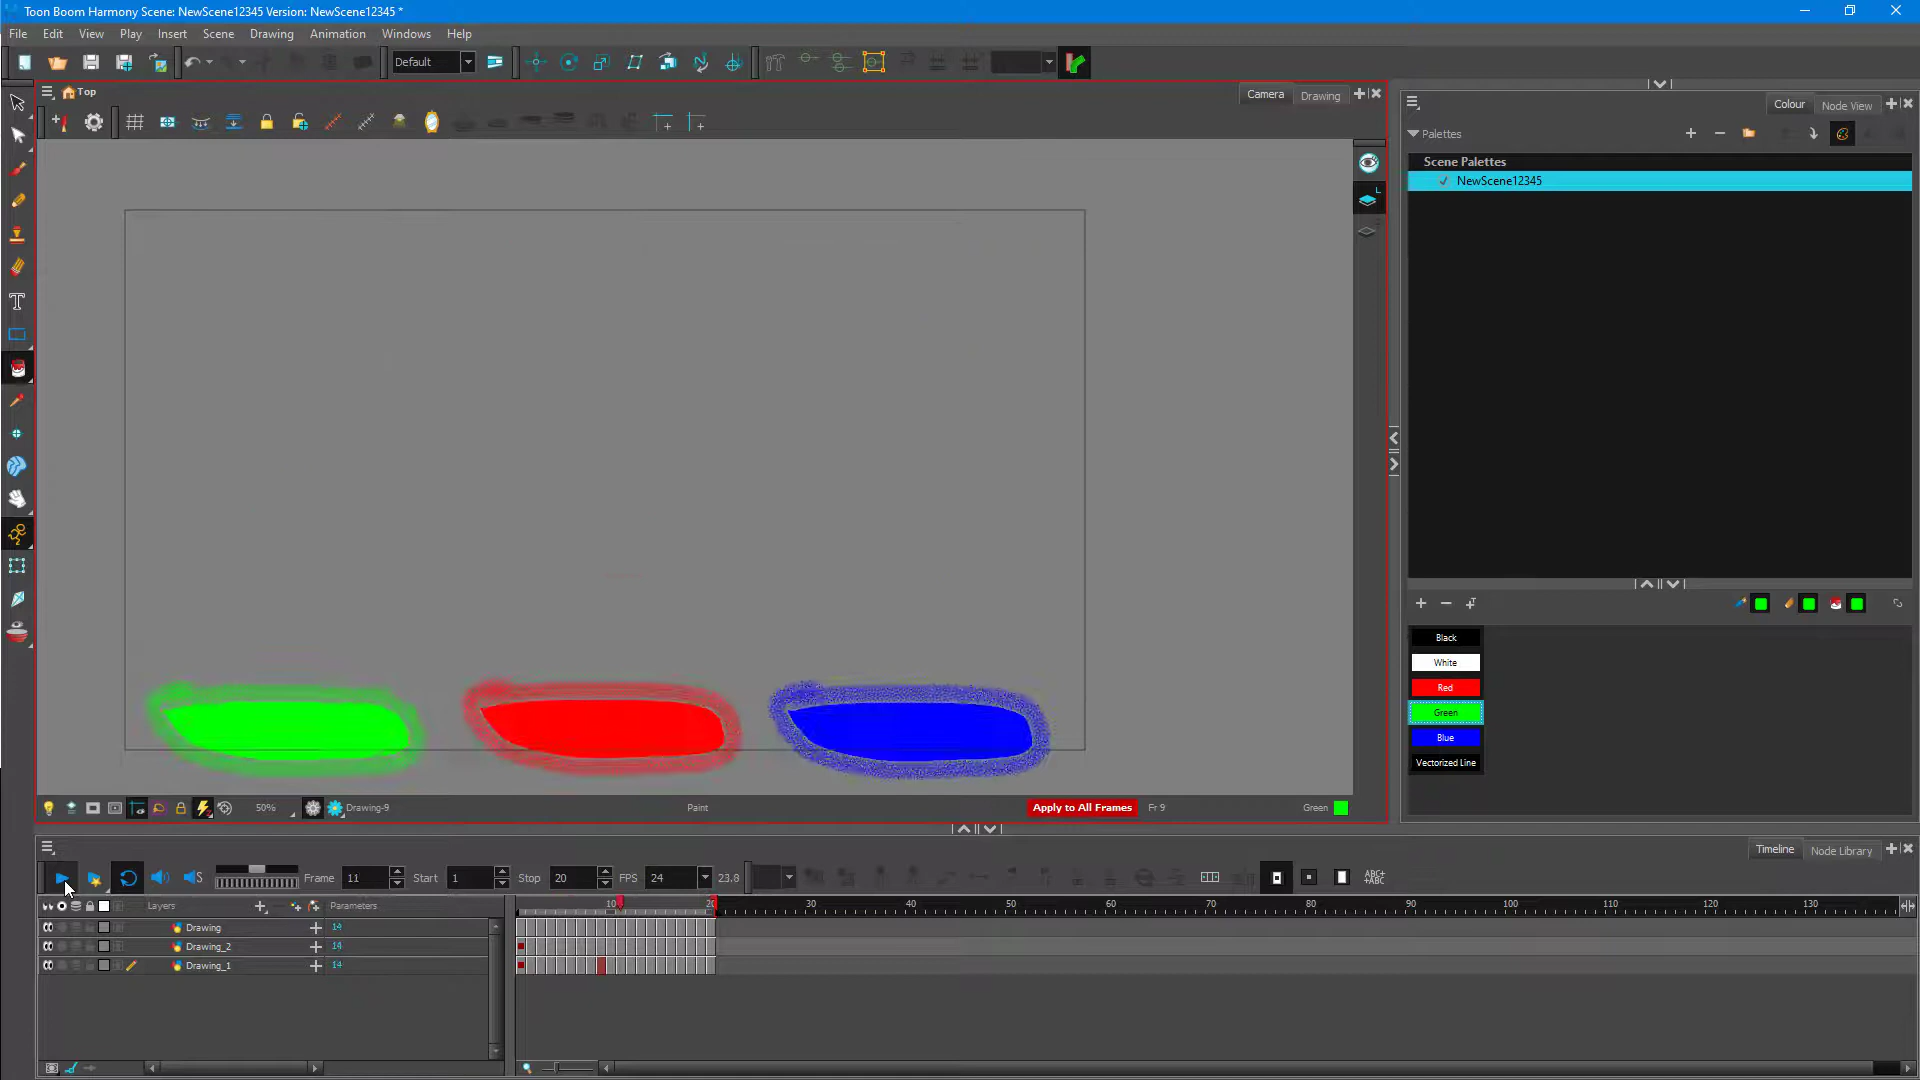 Toon Boom Harmony Scene: NewScene12345 Version: NewScene12345 *
File Edit View Play Insert Scene Drawing Animation Windows Help
Default
Top
Camera Drawing
Colour Node View
Palettes
Scene Palettes
NewScene12345
Black
White
Red
Green
Blue
Vectorized Line
50% Drawing-9 Paint Apply to All Frames Fr 9 Green
Timeline Node Library
Frame 11 Start 1 Stop 20 FPS 24 23.8
Layers Parameters
10 20 30 40 50 60 70 80 90 100 110 120 130
Drawing 14
Drawing_2 14
Drawing_1 14